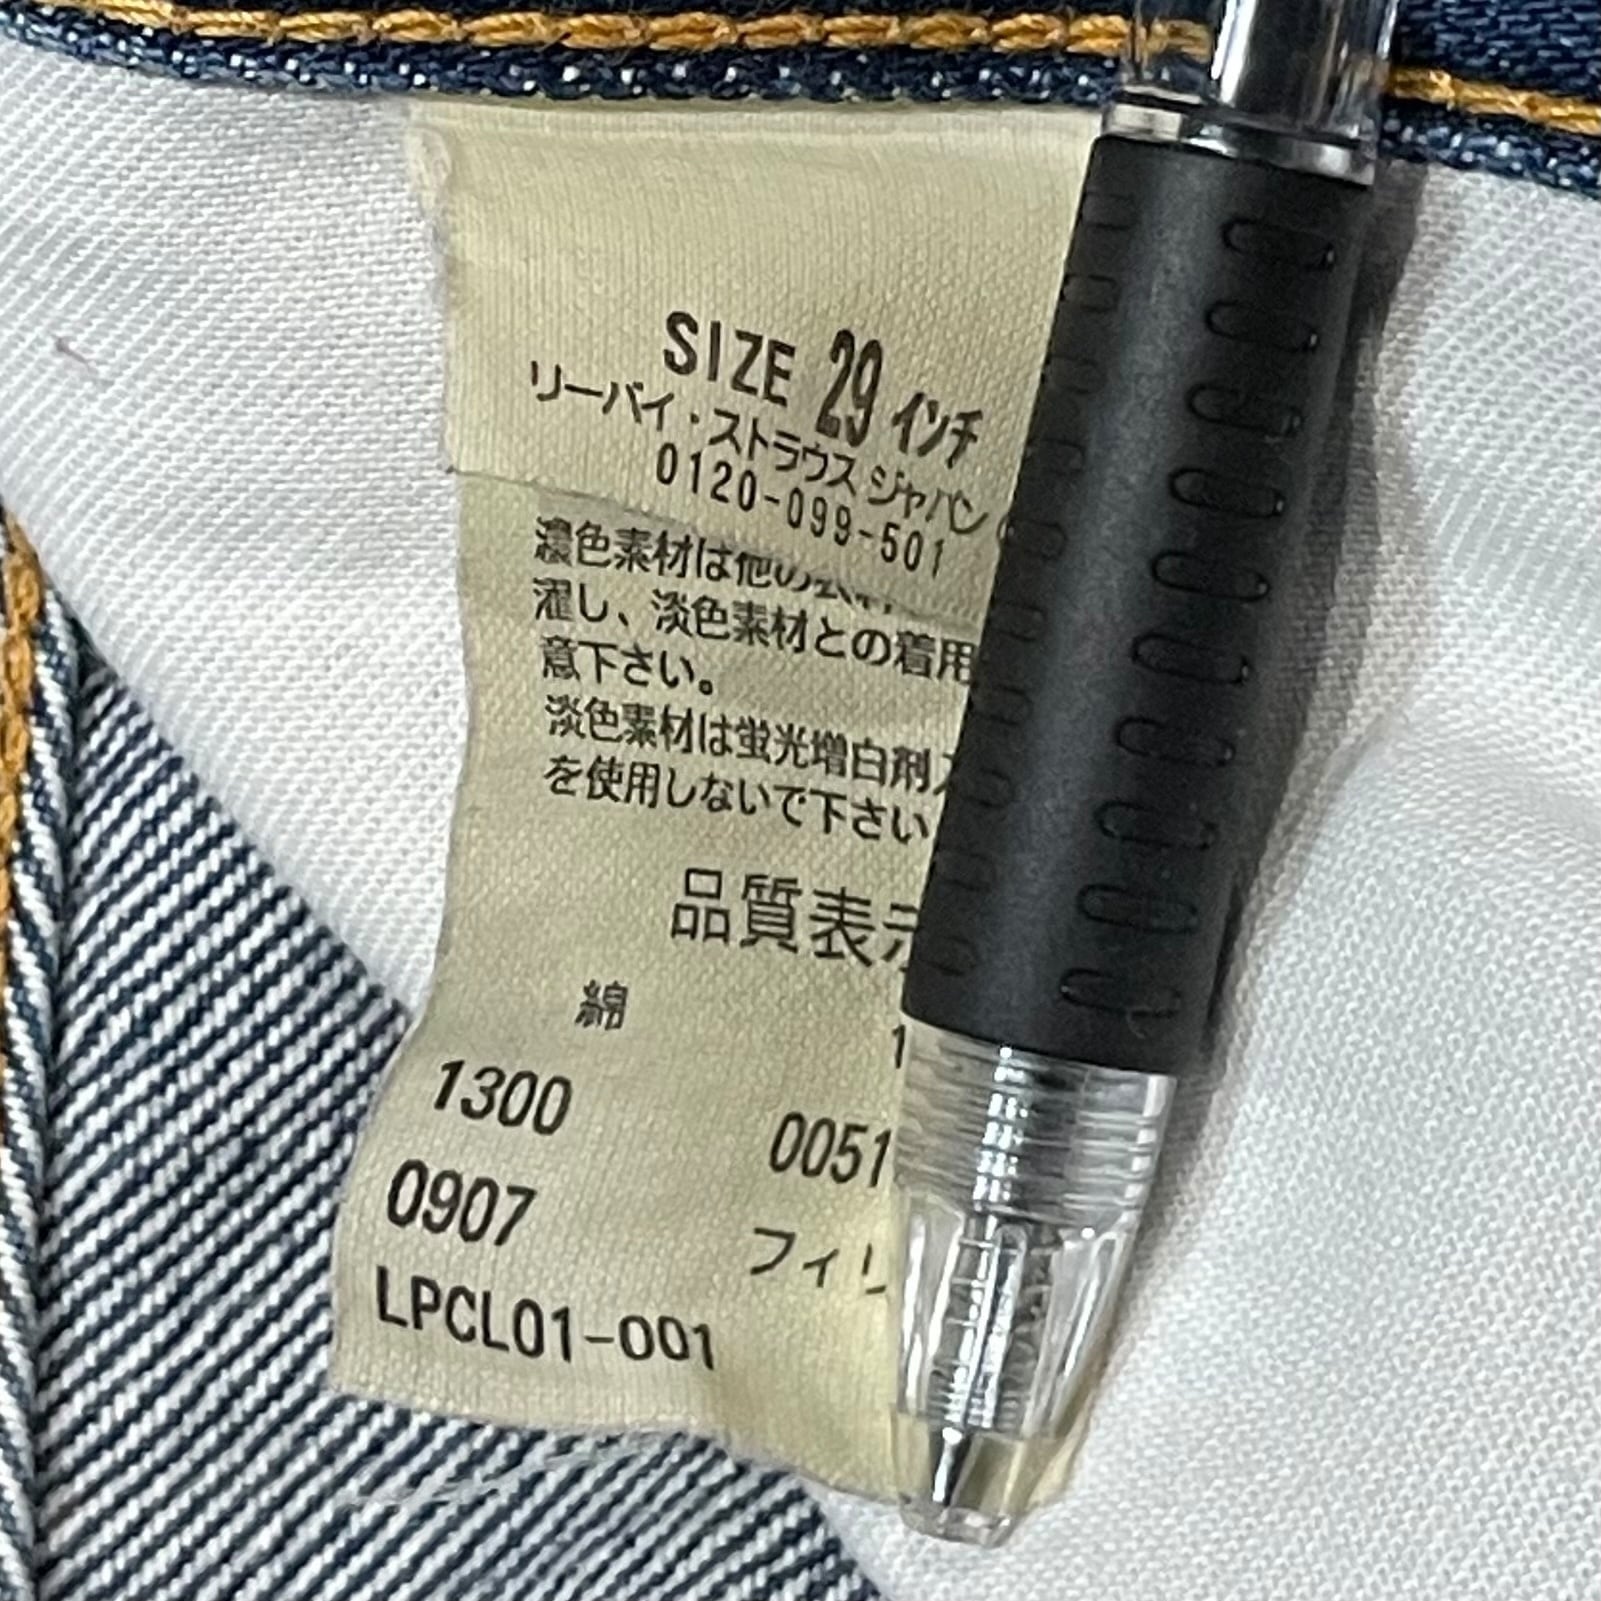 SIZE 29 インチ
リーバイ・ストラウス ジャパン
0120-099-501
濃色素材は他の
濯し、淡色素材との着用
意下さい。
淡色素材は蛍光増白剤
を使用しないで下さい
品質表示
綿
1300 0051
0907 フィリ
LPCL01-001